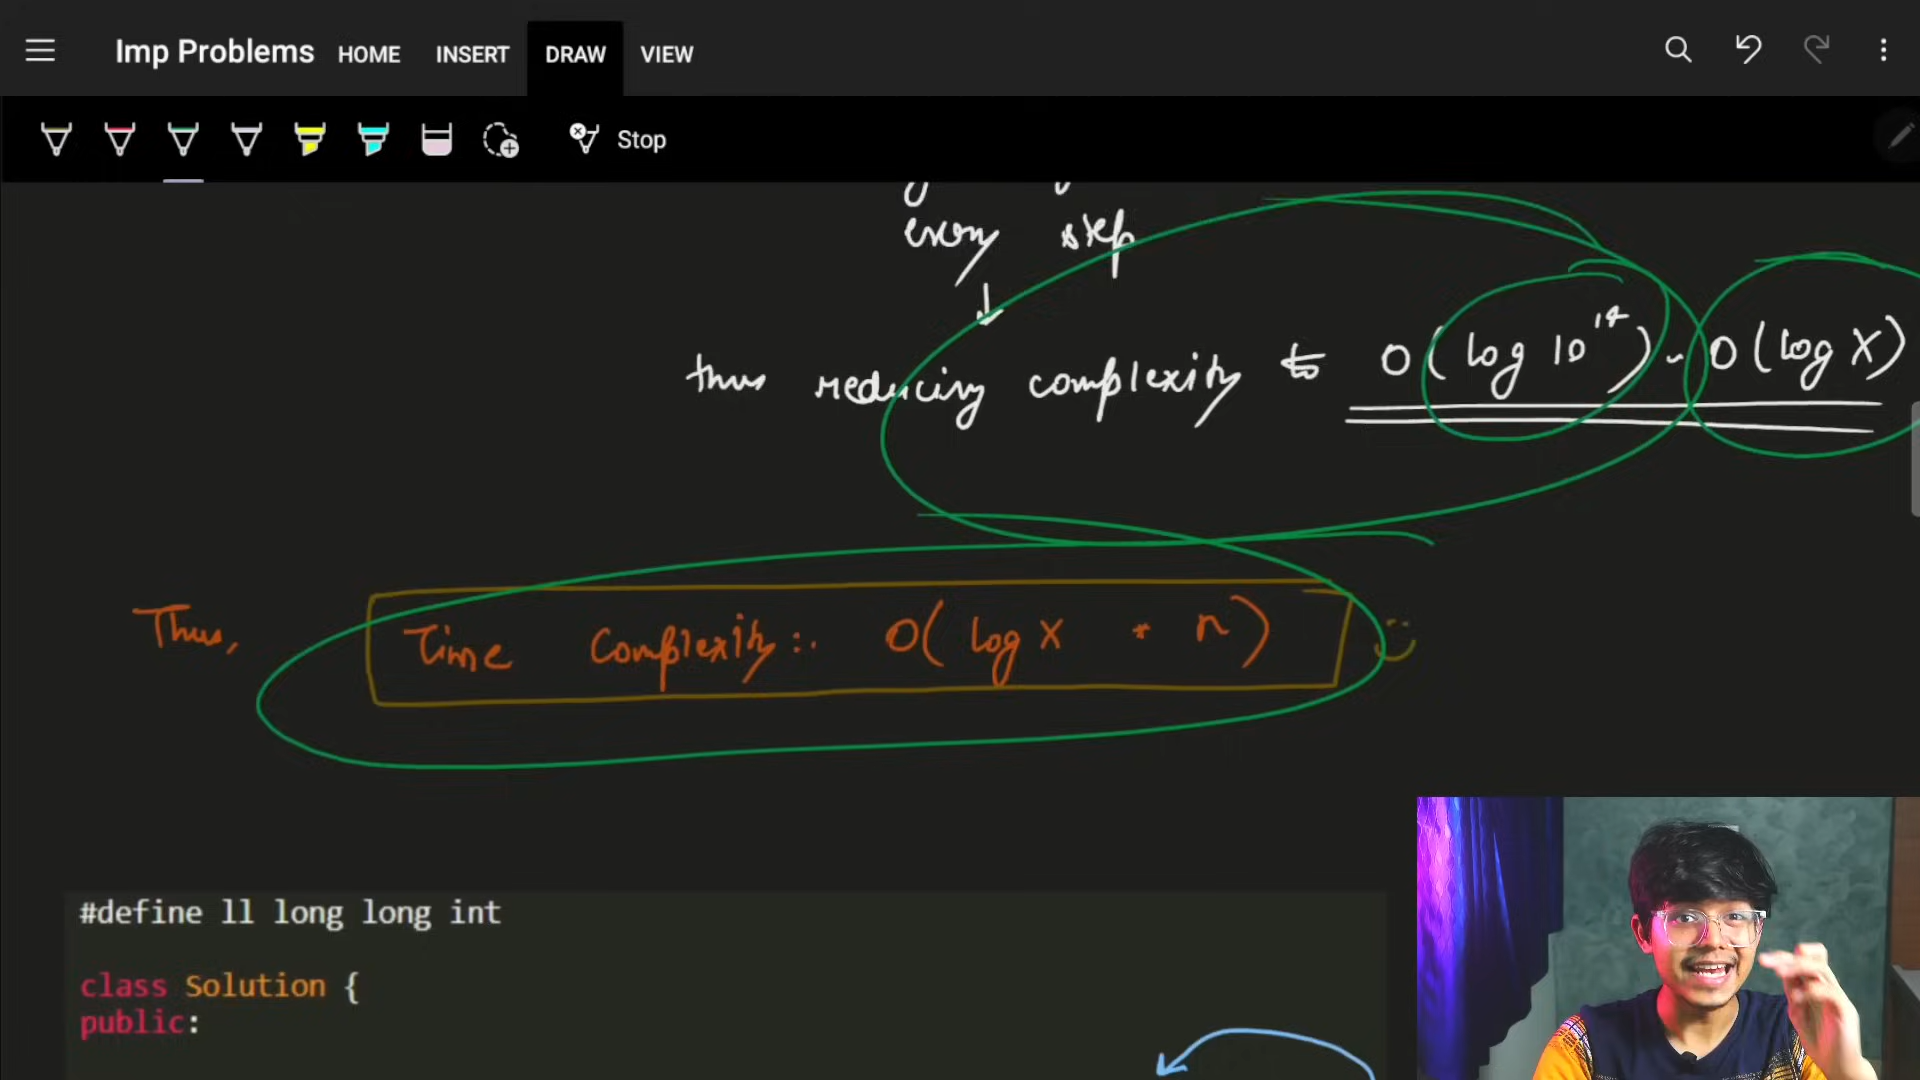 Imp Problems HOME INSERT DRAW VIEW
Stop
every step
thus reducing complexity to O(log 10^14) ~ O(log X)
Thus, Time Complexity:. O(log X * n)
#define ll long long int
class Solution {
public: